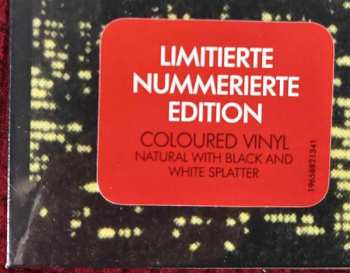 LIMITIERTE
NUMMERIERTE
EDITION
COLOURED VINYL
NATURAL WITH BLACK AND
WHITE SPLATTER
19658821341